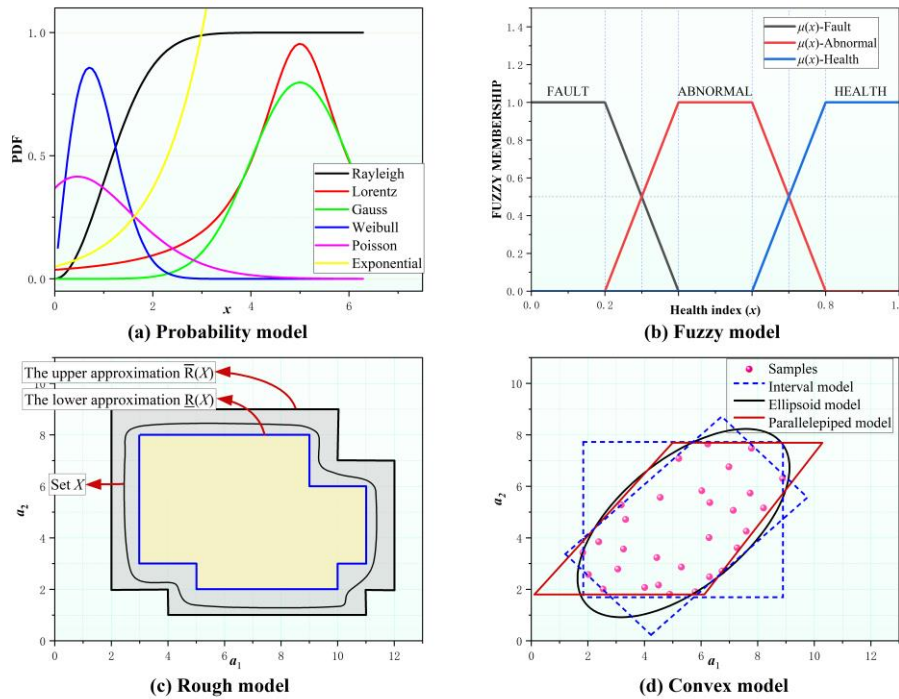 1.0
0.5
0.0
PDF
Rayleigh
Lorentz
Gauss
Weibull
Poisson
Exponential
0 2 4 6
x
(a) Probability model
1.4
1.2
1.0
0.8
0.6
0.4
0.2
0.0
FUZZY MEMBERSHIP
μ(x)-Fault
μ(x)-Abnormal
μ(x)-Health
FAULT ABNORMAL HEALTH
0.0 0.2 0.4 0.6 0.8
Health index (x)
(b) Fuzzy model
The upper approximation R̅(X)
The lower approximation R̲(X)
Set X
10
8
6
4
2
0
a₂
0 2 4 6 8 10 12
a₁
(c) Rough model
Samples
Interval model
Ellipsoid model
Parallelepiped model
10
8
6
4
2
0
a₂
0 2 4 6 8 10 12
a₁
(d) Convex model